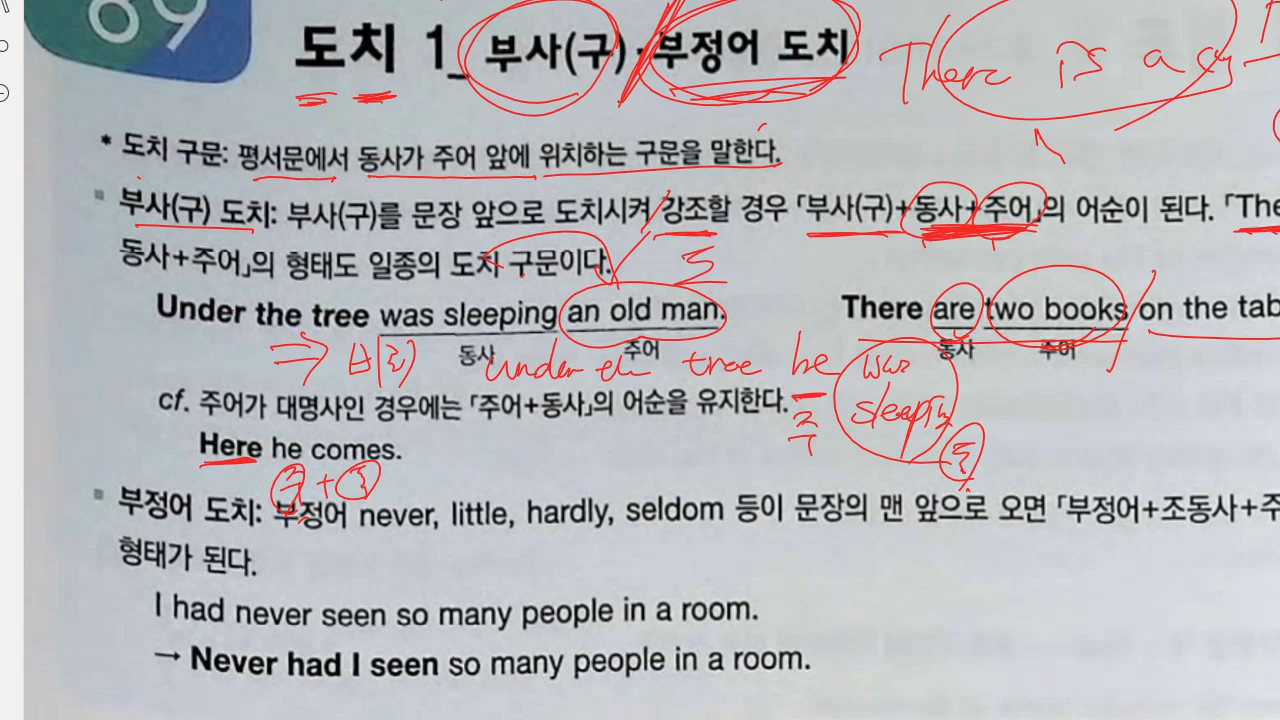 69
도치 1_ 부사(구)·부정어 도치
There is a
* 도치 구문: 평서문에서 동사가 주어 앞에 위치하는 구문을 말한다.
부사(구) 도치: 부사(구)를 문장 앞으로 도치시켜 강조할 경우 「부사(구)+동사+주어」의 어순이 된다. 「The
동사+주어」의 형태도 일종의 도치 구문이다.
Under the tree was sleeping an old man.
There are two books on the tab
동사 주어
동사 주어
under the tree he was
sleeping
주
cf. 주어가 대명사인 경우에는 「주어+동사」의 어순을 유지한다.
Here he comes.
부정어 도치: 부정어 never, little, hardly, seldom 등이 문장의 맨 앞으로 오면 「부정어+조동사+주
형태가 된다.
I had never seen so many people in a room.
→ Never had I seen so many people in a room.